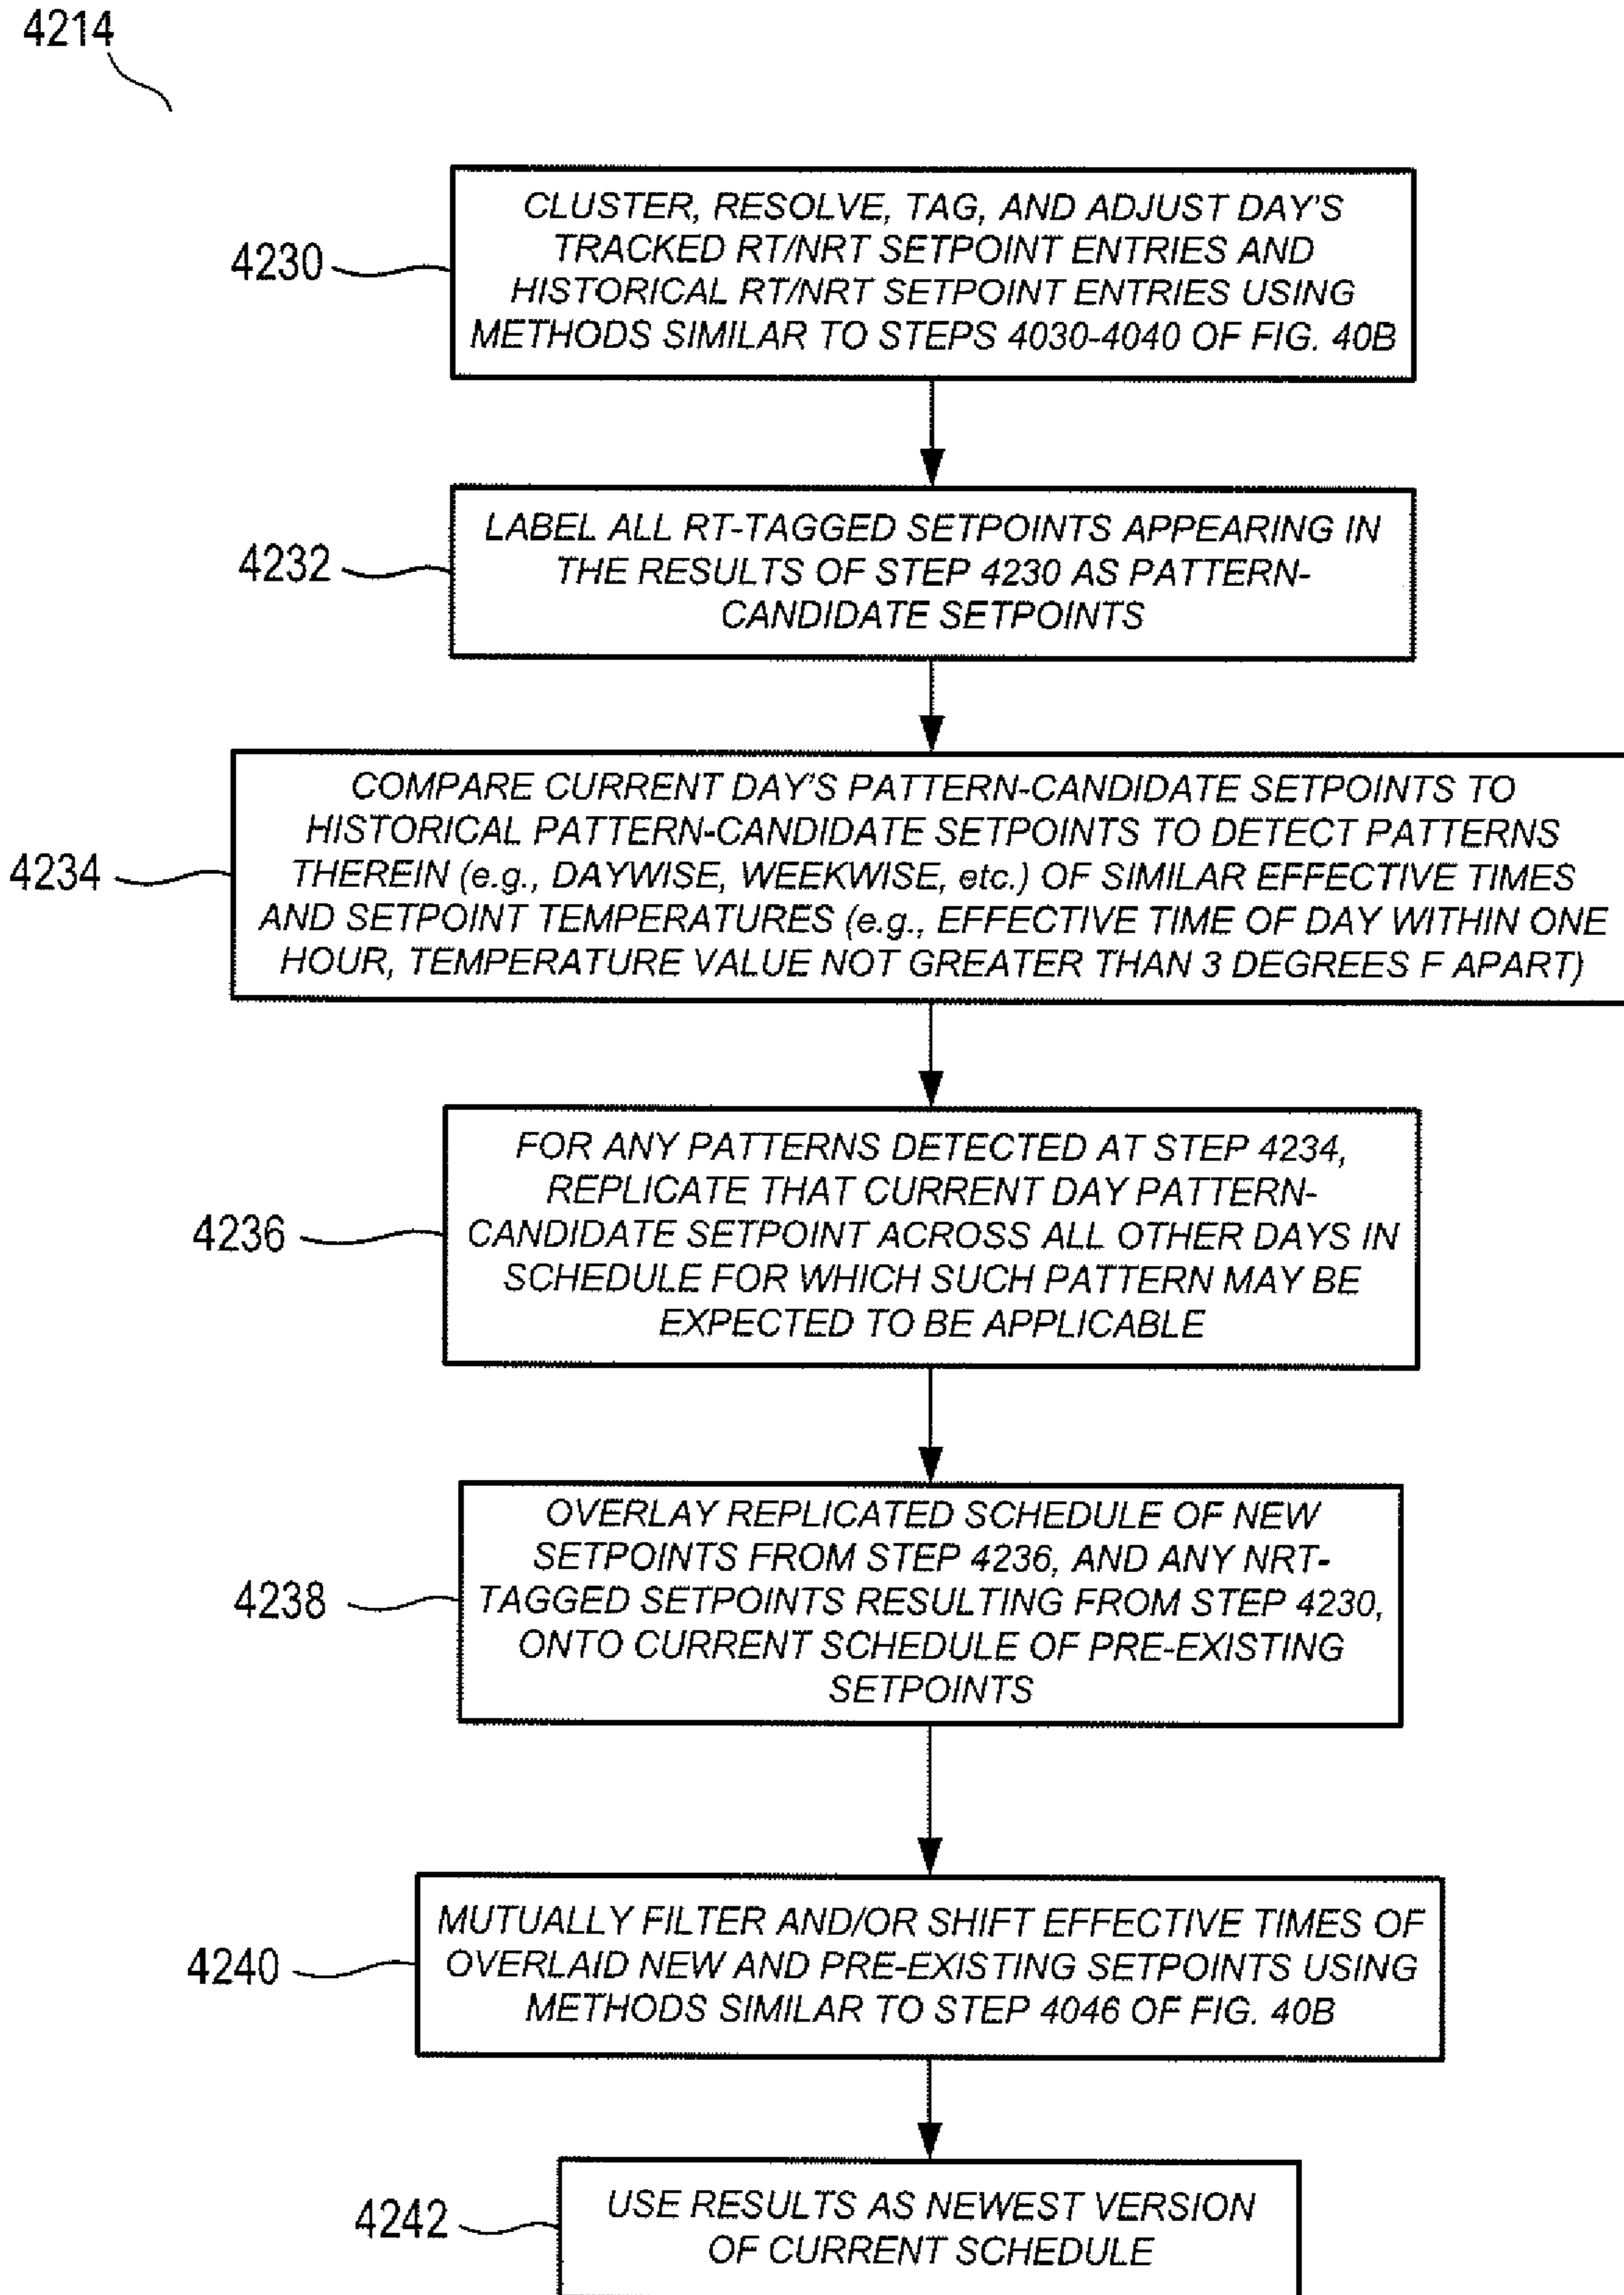 4214
4230
CLUSTER, RESOLVE, TAG, AND ADJUST DAY'S
TRACKED RT/NRT SETPOINT ENTRIES AND
HISTORICAL RT/NRT SETPOINT ENTRIES USING
METHODS SIMILAR TO STEPS 4030-4040 OF FIG. 40B
4232
LABEL ALL RT-TAGGED SETPOINTS APPEARING IN
THE RESULTS OF STEP 4230 AS PATTERN-
CANDIDATE SETPOINTS
4234
COMPARE CURRENT DAY'S PATTERN-CANDIDATE SETPOINTS TO
HISTORICAL PATTERN-CANDIDATE SETPOINTS TO DETECT PATTERNS
THEREIN (e.g., DAYWISE, WEEKWISE, etc.) OF SIMILAR EFFECTIVE TIMES
AND SETPOINT TEMPERATURES (e.g., EFFECTIVE TIME OF DAY WITHIN ONE
HOUR, TEMPERATURE VALUE NOT GREATER THAN 3 DEGREES F APART)
4236
FOR ANY PATTERNS DETECTED AT STEP 4234,
REPLICATE THAT CURRENT DAY PATTERN-
CANDIDATE SETPOINT ACROSS ALL OTHER DAYS IN
SCHEDULE FOR WHICH SUCH PATTERN MAY BE
EXPECTED TO BE APPLICABLE
4238
OVERLAY REPLICATED SCHEDULE OF NEW
SETPOINTS FROM STEP 4236, AND ANY NRT-
TAGGED SETPOINTS RESULTING FROM STEP 4230,
ONTO CURRENT SCHEDULE OF PRE-EXISTING
SETPOINTS
4240
MUTUALLY FILTER AND/OR SHIFT EFFECTIVE TIMES OF
OVERLAID NEW AND PRE-EXISTING SETPOINTS USING
METHODS SIMILAR TO STEP 4046 OF FIG. 40B
4242
USE RESULTS AS NEWEST VERSION
OF CURRENT SCHEDULE